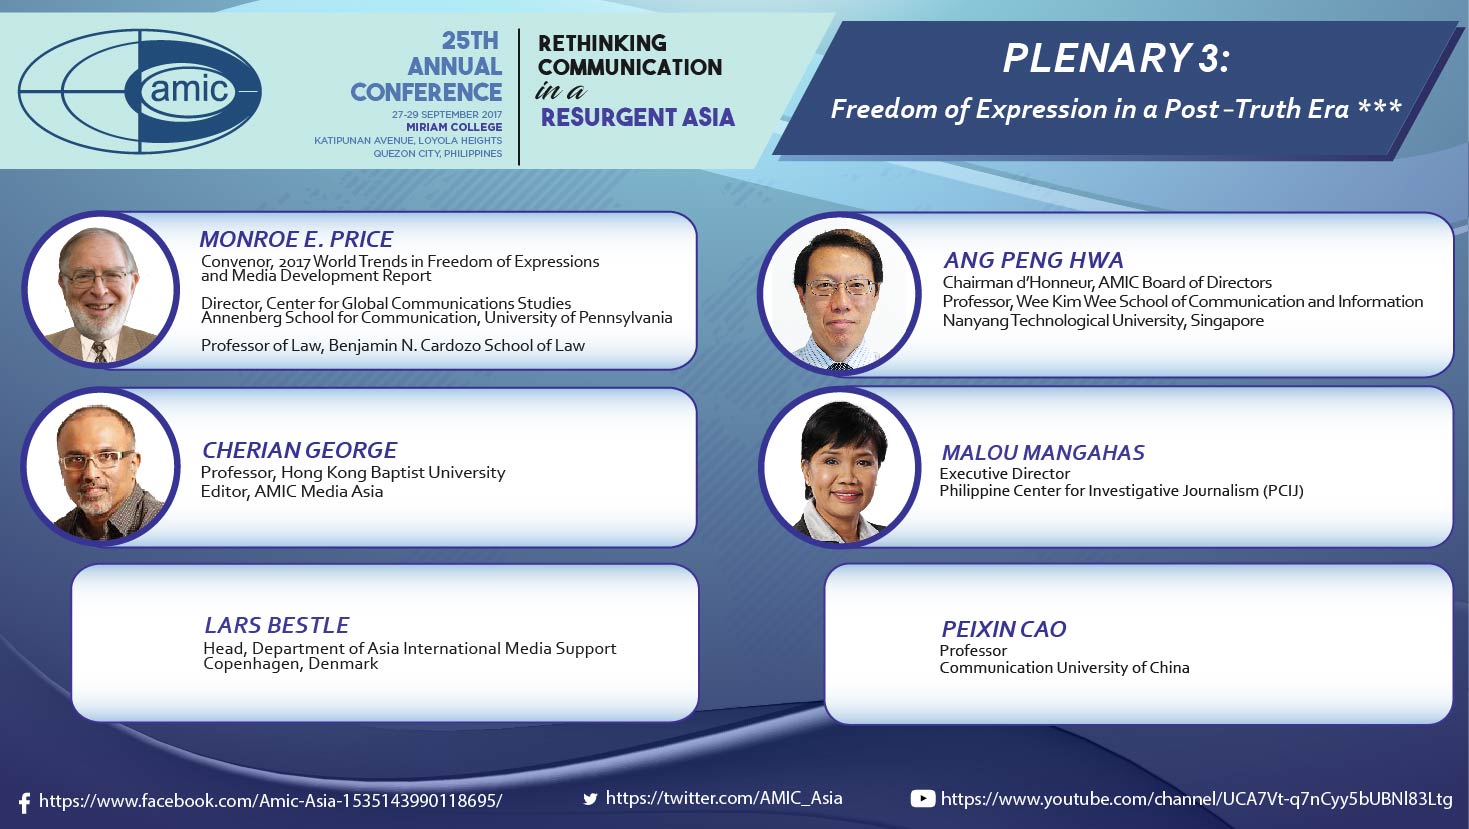 amic
25TH
ANNUAL
CONFERENCE
27-29 SEPTEMBER 2017
MIRIAM COLLEGE
KATIPUNAN AVENUE, LOYOLA HEIGHTS
QUEZON CITY, PHILIPPINES
RETHINKING
COMMUNICATION
in a
RESURGENT ASIA
PLENARY 3:
Freedom of Expression in a Post –Truth Era ***
MONROE E. PRICE
Convenor, 2017 World Trends in Freedom of Expressions
and Media Development Report
Director, Center for Global Communications Studies
Annenberg School for Communication, University of Pennsylvania
Professor of Law, Benjamin N. Cardozo School of Law
ANG PENG HWA
Chairman d’Honneur, AMIC Board of Directors
Professor, Wee Kim Wee School of Communication and Information
Nanyang Technological University, Singapore
CHERIAN GEORGE
Professor, Hong Kong Baptist University
Editor, AMIC Media Asia
MALOU MANGAHAS
Executive Director
Philippine Center for Investigative Journalism (PCIJ)
LARS BESTLE
Head, Department of Asia International Media Support
Copenhagen, Denmark
PEIXIN CAO
Professor
Communication University of China
https://www.facebook.com/Amic-Asia-1535143990118695/
https://twitter.com/AMIC_Asia
https://www.youtube.com/channel/UCA7Vt-q7nCyy5bUBNl83Ltg